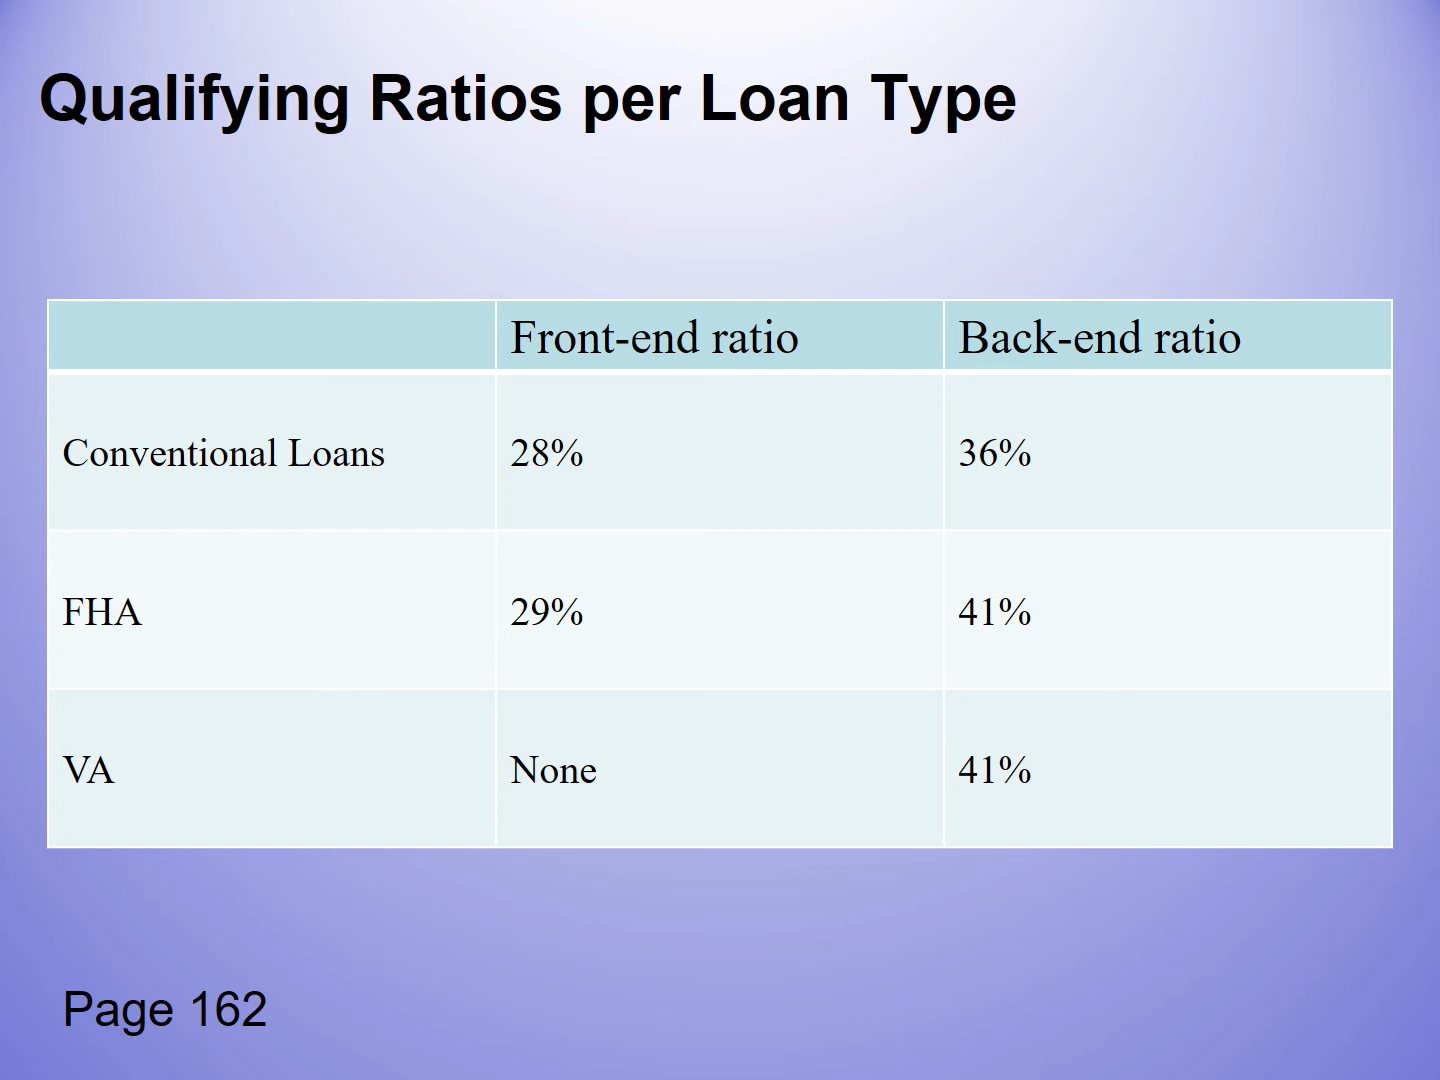 Qualifying Ratios per Loan Type
Front-end ratio Back-end ratio
Conventional Loans 28% 36%
FHA 29% 41%
VA None 41%
Page 162